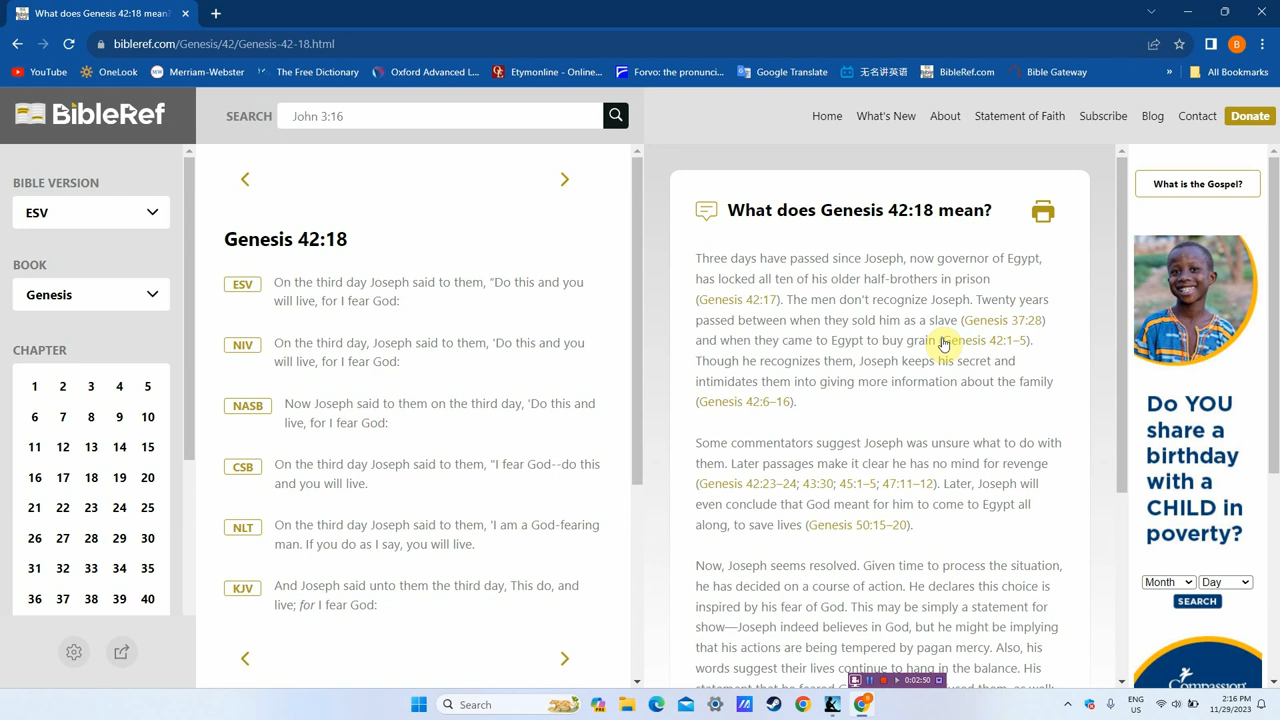 What does Genesis 42:18 mean?
bibleref.com/Genesis/42/Genesis-42-18.html
B
YouTube
OneLook
Merriam-Webster
The Free Dictionary
Oxford Advanced L...
Etymonline - Online...
Forvo: the pronunci...
Google Translate
无名讲英语
BibleRef.com
Bible Gateway
»
All Bookmarks
BibleRef
SEARCH
John 3:16
Home
What's New
About
Statement of Faith
Subscribe
Blog
Contact
Donate
BIBLE VERSION
ESV
BOOK
Genesis
CHAPTER
1 2 3 4 5
6 7 8 9 10
11 12 13 14 15
16 17 18 19 20
21 22 23 24 25
26 27 28 29 30
31 32 33 34 35
36 37 38 39 40
Genesis 42:18
ESV On the third day Joseph said to them, "Do this and you
will live, for I fear God:
NIV On the third day, Joseph said to them, 'Do this and you
will live, for I fear God:
NASB Now Joseph said to them on the third day, 'Do this and
live, for I fear God:
CSB On the third day Joseph said to them, "I fear God--do this
and you will live.
NLT On the third day Joseph said to them, 'I am a God-fearing
man. If you do as I say, you will live.
KJV And Joseph said unto them the third day, This do, and
live; for I fear God:
What does Genesis 42:18 mean?
Three days have passed since Joseph, now governor of Egypt,
has locked all ten of his older half-brothers in prison
(Genesis 42:17). The men don't recognize Joseph. Twenty years
passed between when they sold him as a slave (Genesis 37:28)
and when they came to Egypt to buy grain (Genesis 42:1–5).
Though he recognizes them, Joseph keeps his secret and
intimidates them into giving more information about the family
(Genesis 42:6–16).
Some commentators suggest Joseph was unsure what to do with
them. Later passages make it clear he has no mind for revenge
(Genesis 42:23–24; 43:30; 45:1–5; 47:11–12). Later, Joseph will
even conclude that God meant for him to come to Egypt all
along, to save lives (Genesis 50:15–20).
Now, Joseph seems resolved. Given time to process the situation,
he has decided on a course of action. He declares this choice is
inspired by his fear of God. This may be simply a statement for
show—Joseph indeed believes in God, but he might be implying
that his actions are being tempered by pagan mercy. Also, his
words suggest their lives continue to hang in the balance. His
What is the Gospel?
Do YOU
share a
birthday
with a
CHILD in
poverty?
Month
Day
SEARCH
Compassion
0:02:50
Search
ENG
US
2:16 PM
11/29/2023